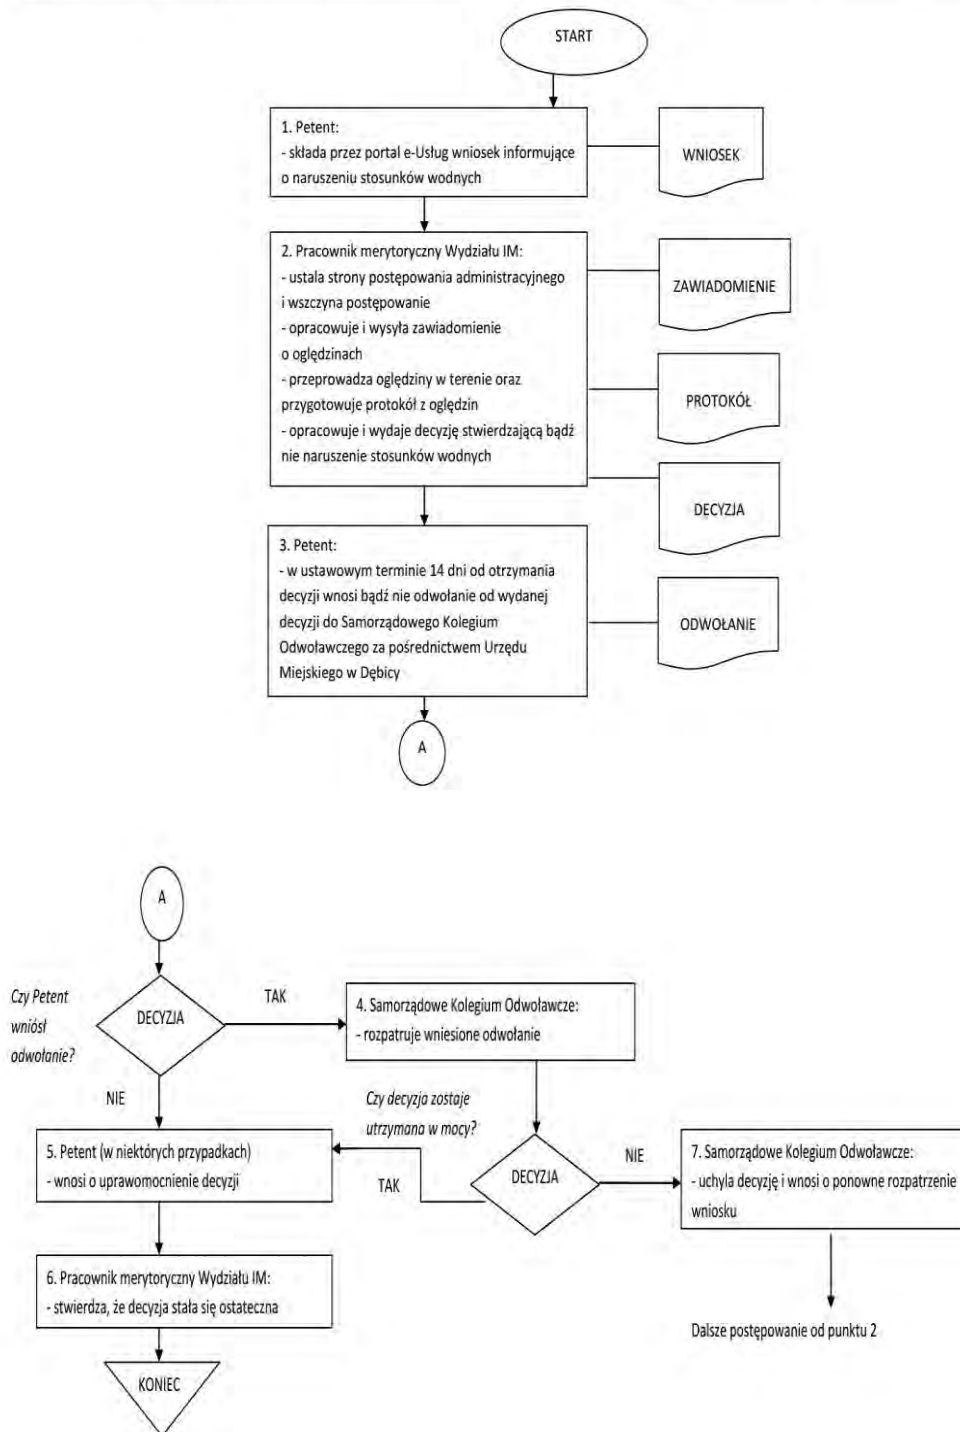 START
1. Petent:
- składa przez portal e-Usług wniosek informujące
o naruszeniu stosunków wodnych
WNIOSEK
2. Pracownik merytoryczny Wydziału IM:
- ustala strony postępowania administracyjnego
i wszczyna postępowanie
- opracowuje i wysyła zawiadomienie
o oględzinach
- przeprowadza oględziny w terenie oraz
przygotowuje protokół z oględzin
- opracowuje i wydaje decyzję stwierdzającą bądź
nie naruszenie stosunków wodnych
ZAWIADOMIENIE
PROTOKÓŁ
DECYZJA
3. Petent:
- w ustawowym terminie 14 dni od otrzymania
decyzji wnosi bądź nie odwołanie od wydanej
decyzji do Samorządowego Kolegium
Odwoławczego za pośrednictwem Urzędu
Miejskiego w Dębicy
ODWOŁANIE
A
A
Czy Petent
wniósł
odwołanie?
DECYZJA
TAK
4. Samorządowe Kolegium Odwoławcze:
- rozpatruje wniesione odwołanie
NIE
Czy decyzja zostaje
utrzymana w mocy?
5. Petent (w niektórych przypadkach)
- wnosi o uprawomocnienie decyzji
TAK
DECYZJA
NIE
7. Samorządowe Kolegium Odwoławcze:
- uchyla decyzję i wnosi o ponowne rozpatrzenie
wniosku
6. Pracownik merytoryczny Wydziału IM:
- stwierdza, że decyzja stała się ostateczna
Dalsze postępowanie od punktu 2
KONIEC